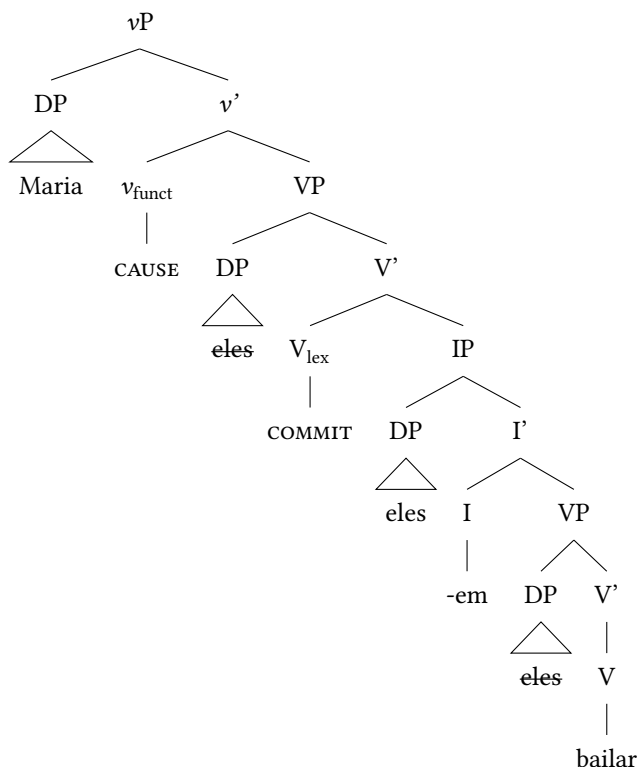 vP
DP v'
Maria v_funct VP
CAUSE DP V'
eles V_lex IP
COMMIT DP I'
eles I VP
-em DP V'
eles V
bailar